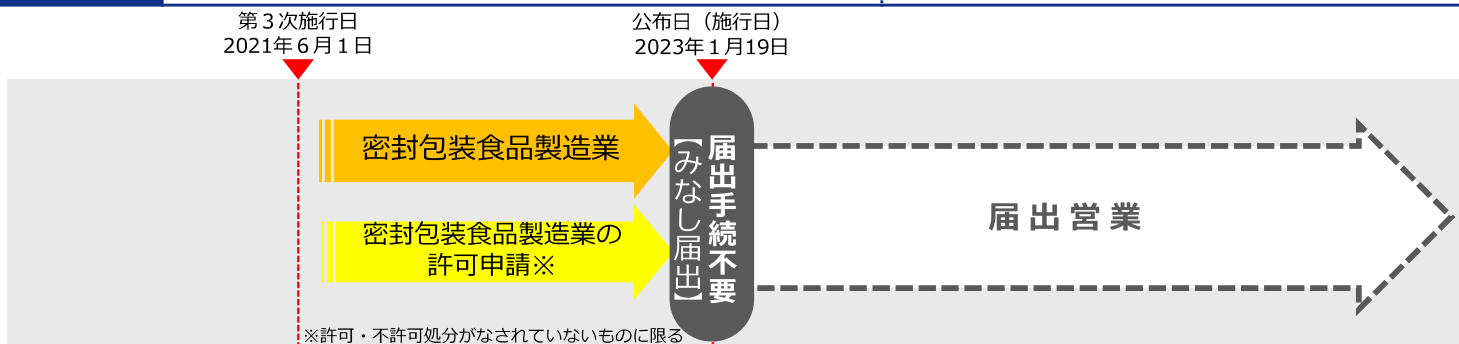 第３次施行日
2021年６月１日
公布日（施行日）
2023年１月19日
密封包装食品製造業
密封包装食品製造業の
許可申請※
届出手続不要
【みなし届出】
届出営業
※許可・不許可処分がなされていないものに限る